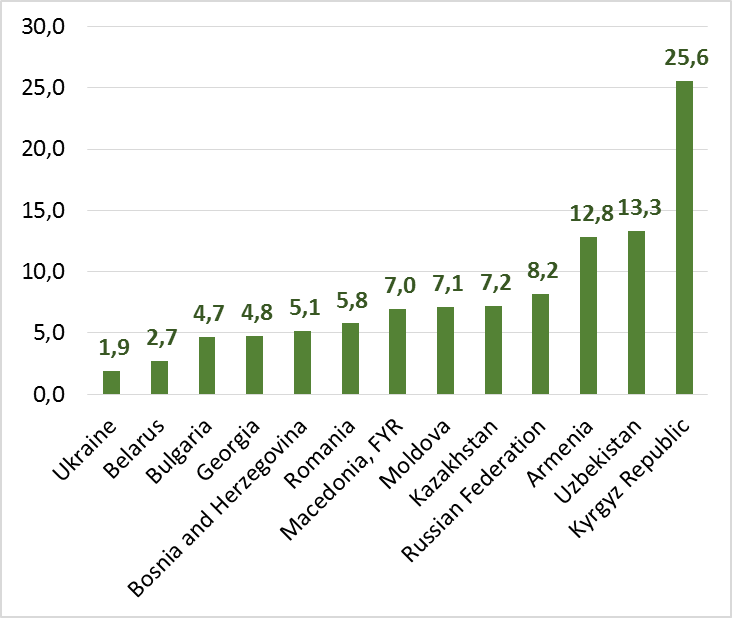 30,0
25,0
20,0
15,0
10,0
5,0
0,0
1,9
2,7
4,7
4,8
5,1
5,8
7,0
7,1
7,2
8,2
12,8
13,3
25,6
Ukraine
Belarus
Bulgaria
Georgia
Bosnia and Herzegovina
Romania
Macedonia, FYR
Moldova
Kazakhstan
Russian Federation
Armenia
Uzbekistan
Kyrgyz Republic